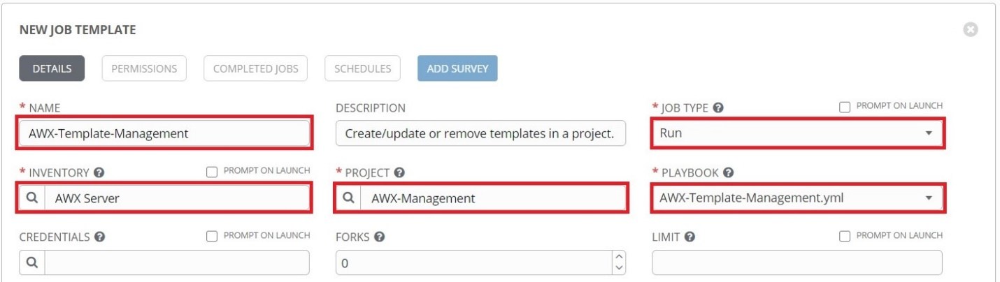 NEW JOB TEMPLATE
DETAILS PERMISSIONS COMPLETED JOBS SCHEDULES ADD SURVEY
* NAME DESCRIPTION * JOB TYPE ? PROMPT ON LAUNCH
AWX-Template-Management Create/update or remove templates in a project. Run
* INVENTORY ? PROMPT ON LAUNCH * PROJECT ? * PLAYBOOK ?
AWX Server AWX-Management AWX-Template-Management.yml
CREDENTIALS ? PROMPT ON LAUNCH FORKS ? LIMIT ? PROMPT ON LAUNCH
0